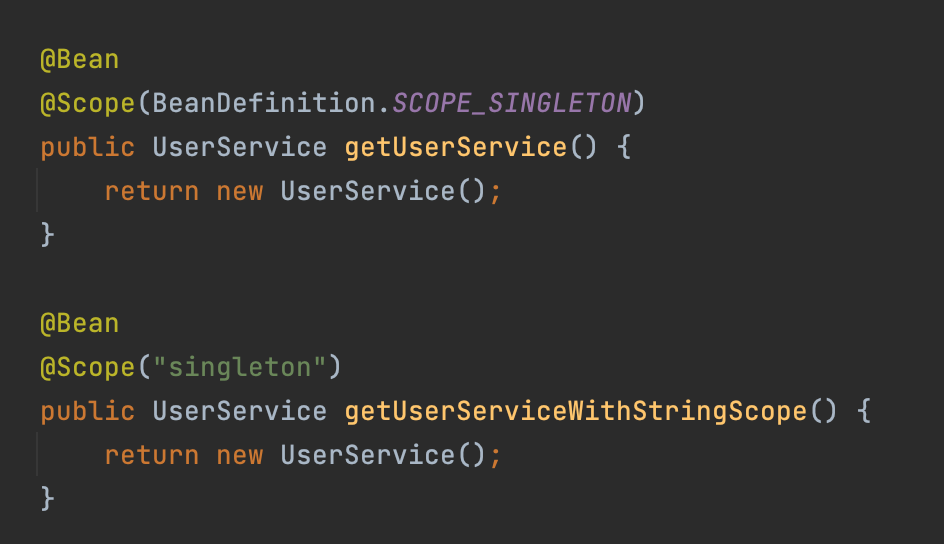 @Bean
@Scope(BeanDefinition.SCOPE_SINGLETON)
public UserService getUserService() {
    return new UserService();
}

@Bean
@Scope("singleton")
public UserService getUserServiceWithStringScope() {
    return new UserService();
}